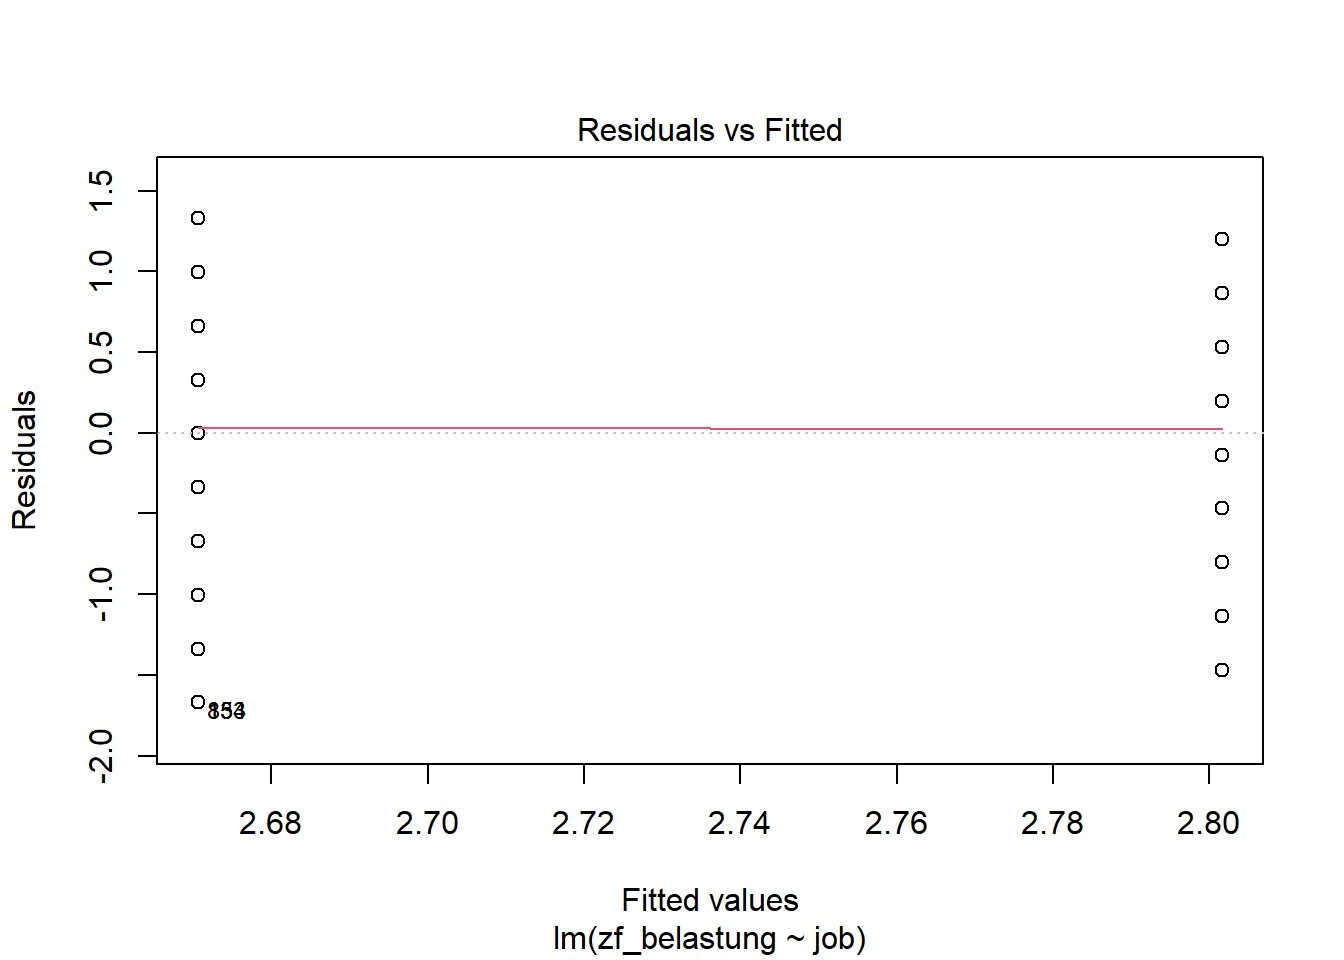 Residuals vs Fitted
Residuals
1.5
1.0
0.5
0.0
-1.0
-2.0
2.68 2.70 2.72 2.74 2.76 2.78 2.80
Fitted values
lm(zf_belastung ~ job)